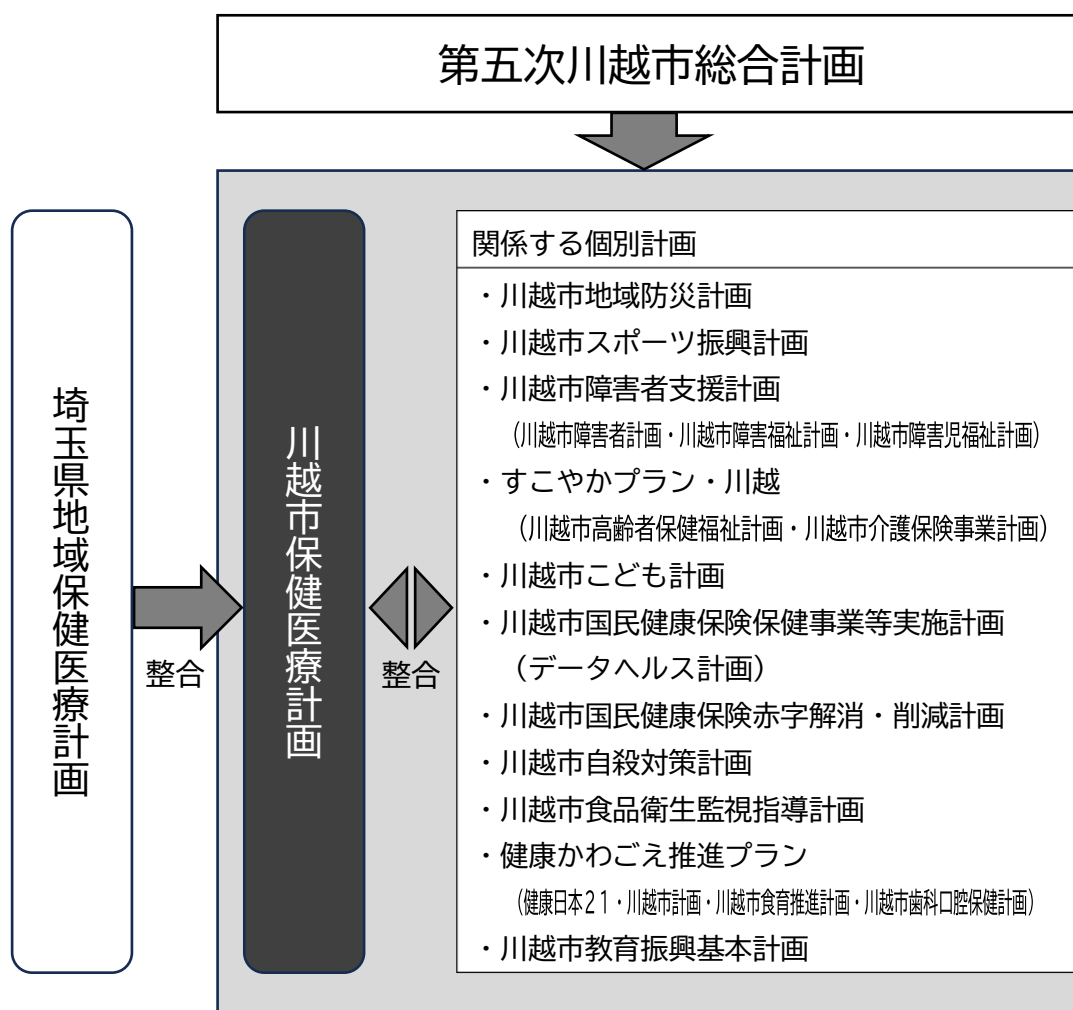 第五次川越市総合計画
埼玉県地域保健医療計画
整合
川越市保健医療計画
整合
関係する個別計画
・川越市地域防災計画
・川越市スポーツ振興計画
・川越市障害者支援計画
（川越市障害者計画・川越市障害福祉計画・川越市障害児福祉計画）
・すこやかプラン・川越
（川越市高齢者保健福祉計画・川越市介護保険事業計画）
・川越市こども計画
・川越市国民健康保険保健事業等実施計画
（データヘルス計画）
・川越市国民健康保険赤字解消・削減計画
・川越市自殺対策計画
・川越市食品衛生監視指導計画
・健康かわごえ推進プラン
（健康日本２１・川越市計画・川越市食育推進計画・川越市歯科口腔保健計画）
・川越市教育振興基本計画